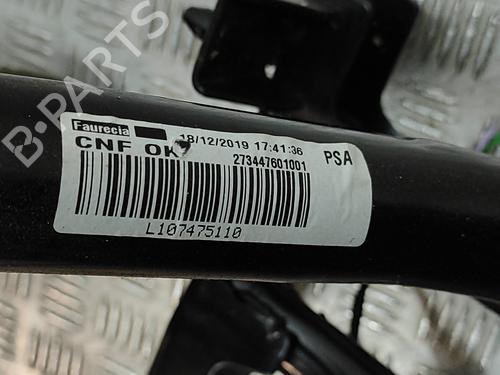 Faurecia 18/12/2019 17:41:36
CNF OK 273447601001 PSA
L107475110
B-PARTS